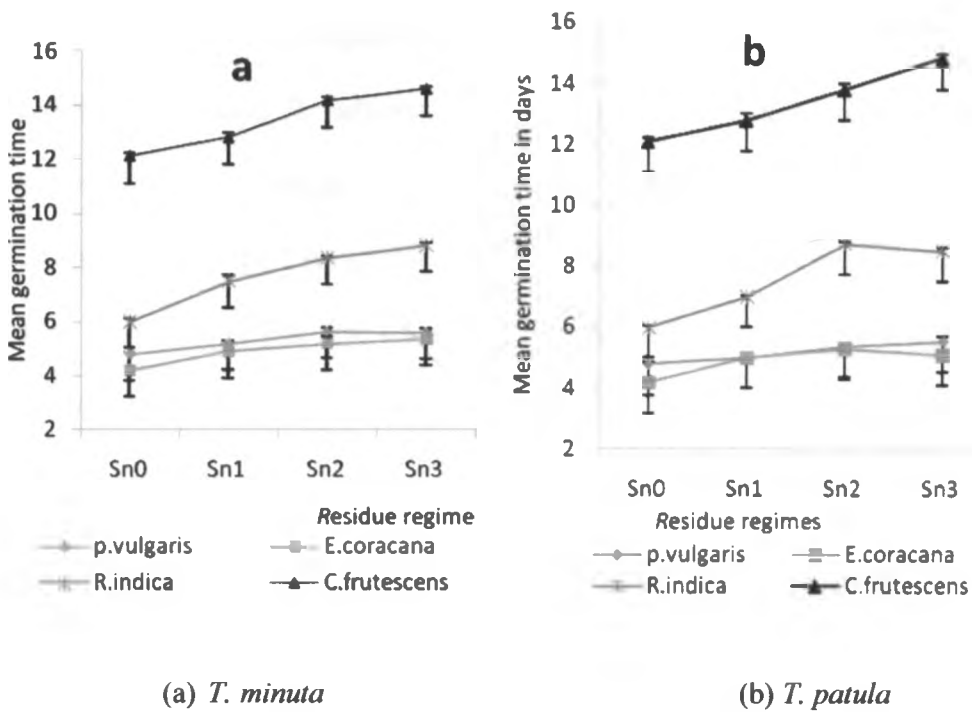 a
Mean germination time
16
14
12
10
8
6
4
2
Sn0 Sn1 Sn2 Sn3
Residue regime
p.vulgaris E.coracana
R.indica C.frutescens
(a) T. minuta
b
Mean germination time in days
16
14
12
10
8
6
4
2
Sn0 Sn1 Sn2 Sn3
Residue regimes
p.vulgaris E.coracana
R.indica C.frutescens
(b) T. patula